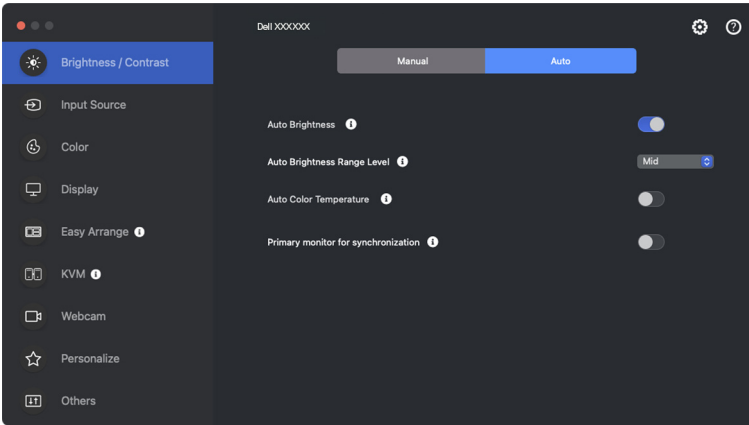 Dell XXXXXX
Brightness / Contrast
Input Source
Color
Display
Easy Arrange
KVM
Webcam
Personalize
Others
Manual
Auto
Auto Brightness
Auto Brightness Range Level
Mid
Auto Color Temperature
Primary monitor for synchronization